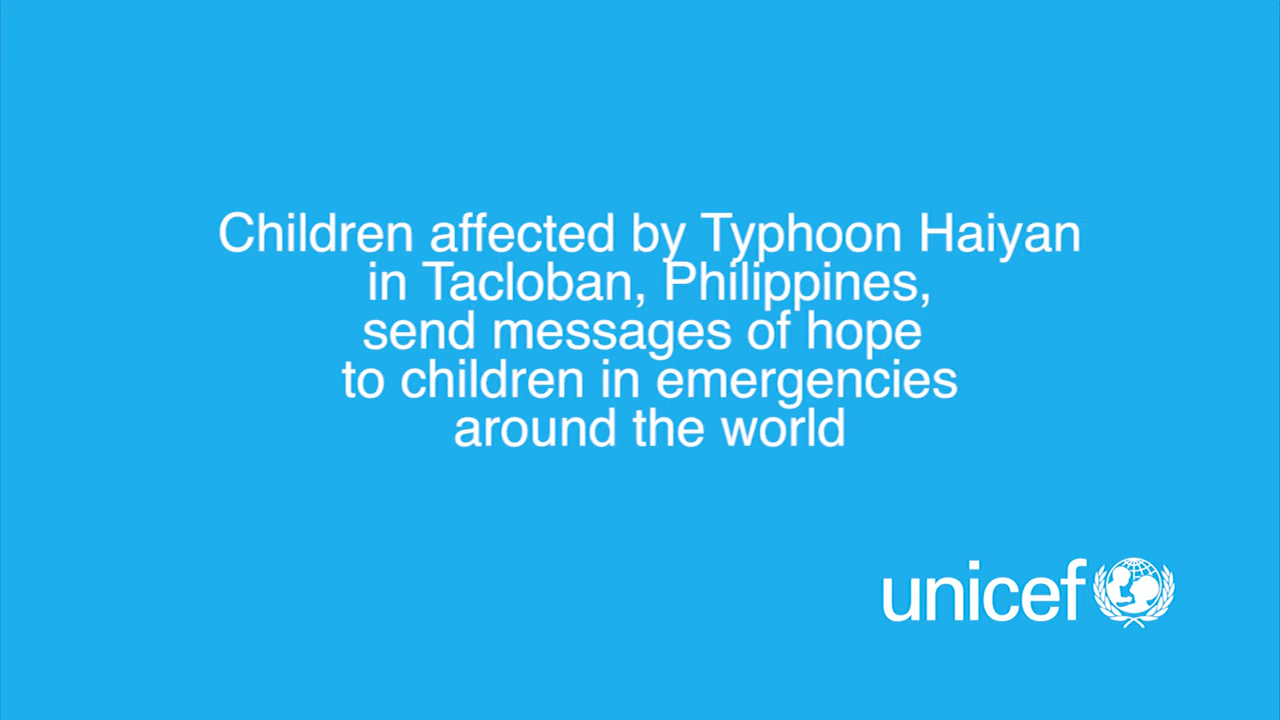 Children affected by Typhoon Haiyan
in Tacloban, Philippines,
send messages of hope
to children in emergencies
around the world
unicef